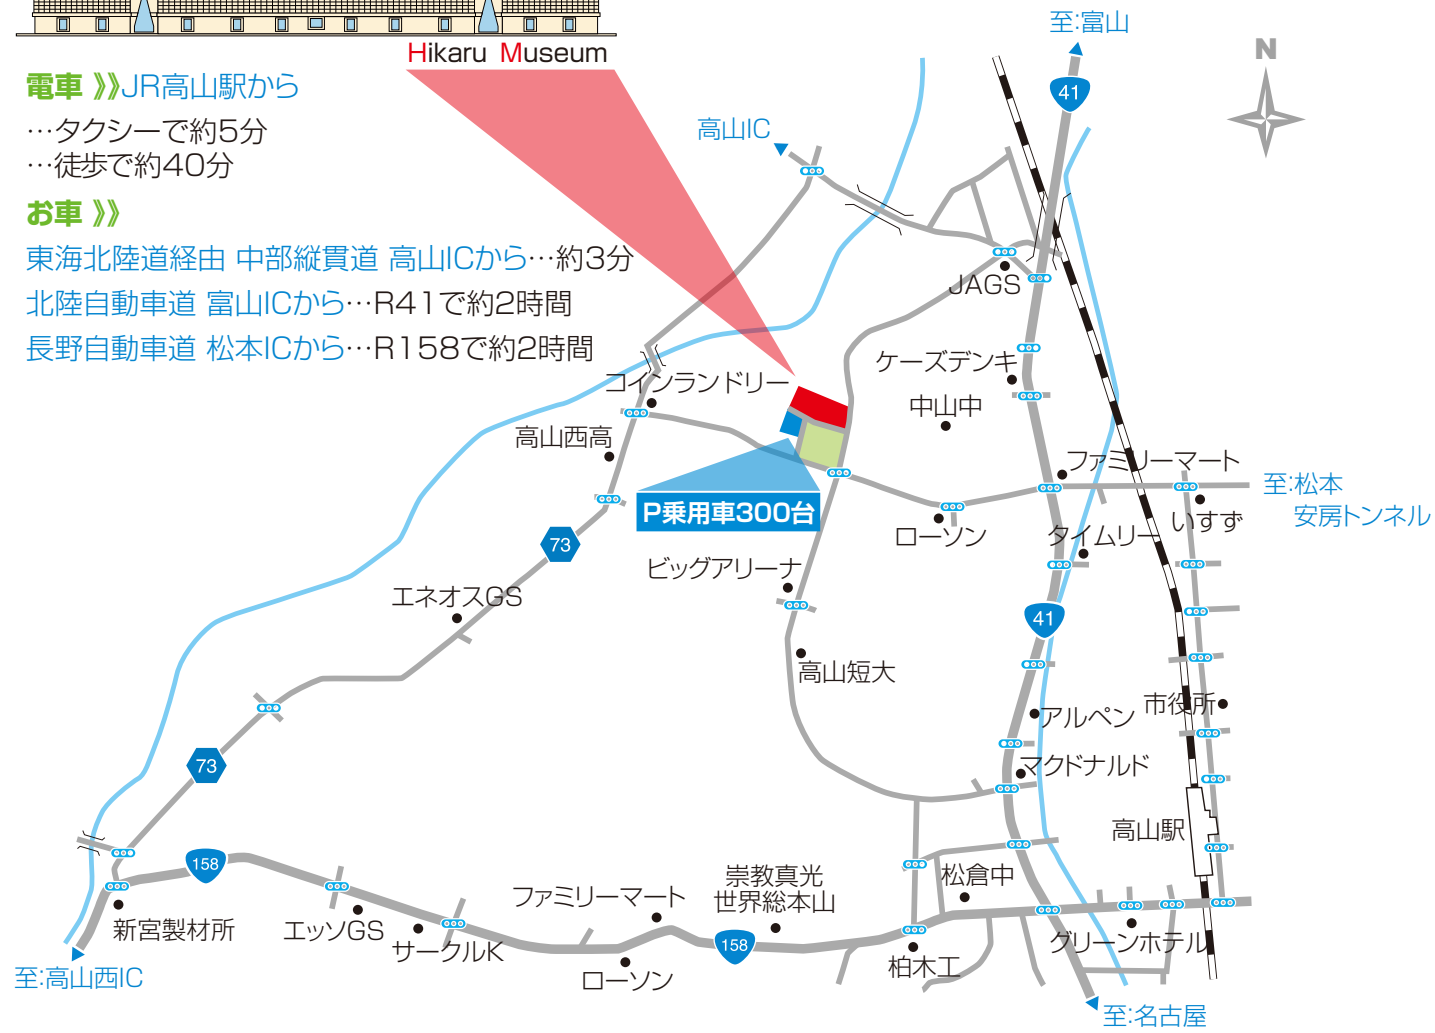 Hikaru Museum
電車 》》JR高山駅から
…タクシーで約5分
…徒歩で約40分
お車 》》
東海北陸道経由 中部縦貫道 高山ICから…約3分
北陸自動車道 富山ICから…R41で約2時間
長野自動車道 松本ICから…R158で約2時間
至:富山
N
41
高山IC
JAGS
ケーズデンキ
コインランドリー
中山中
高山西高
ファミリーマート
至:松本
安房トンネル
P乗用車300台
ローソン
タイムリー
いすず
73
ビッグアリーナ
エネオスGS
41
高山短大
市役所
アルペン
73
マクドナルド
高山駅
158
崇教真光
世界総本山
松倉中
ファミリーマート
新宮製材所
エッソGS
サークルK
158
グリーンホテル
柏木工
ローソン
至:高山西IC
至:名古屋